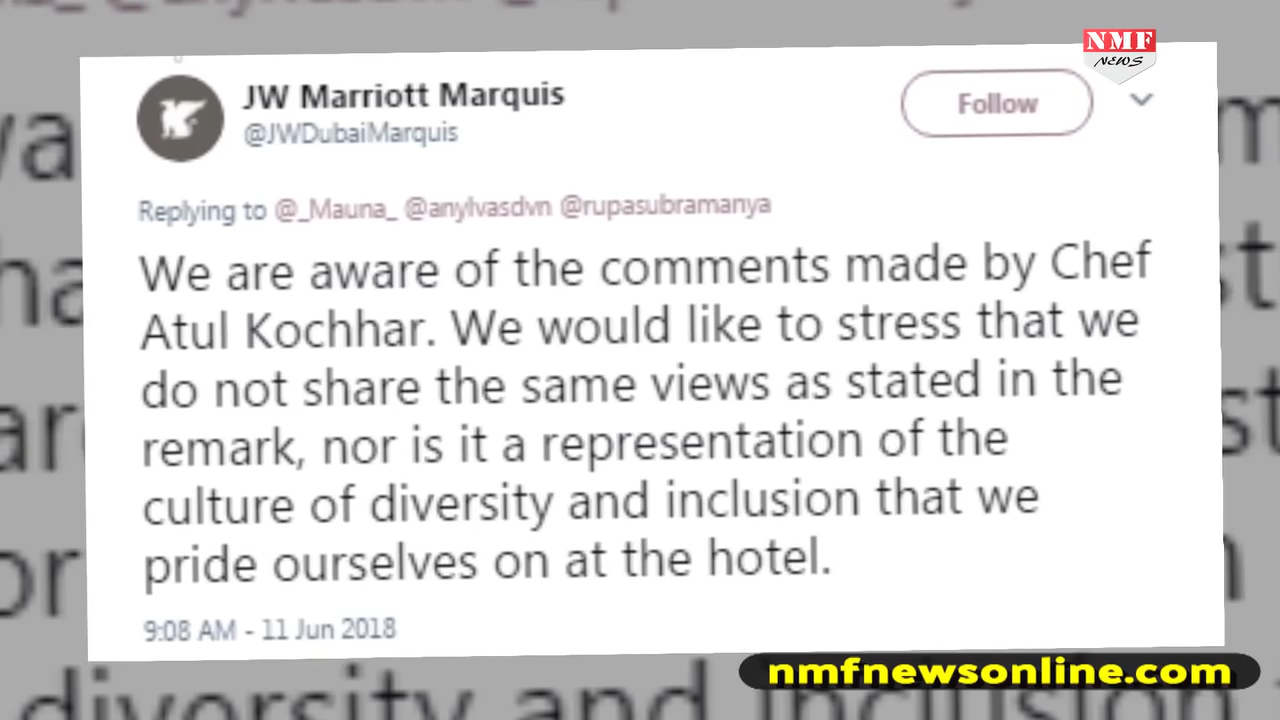 NMF
NEWS
JW Marriott Marquis
@JWDubaiMarquis
Follow
Replying to @_Mauna_ @anylvasdvn @rupasubramanya
We are aware of the comments made by Chef
Atul Kochhar. We would like to stress that we
do not share the same views as stated in the
remark, nor is it a representation of the
culture of diversity and inclusion that we
pride ourselves on at the hotel.
9:08 AM - 11 Jun 2018
diversity and inclusion
nmfnewsonline.com